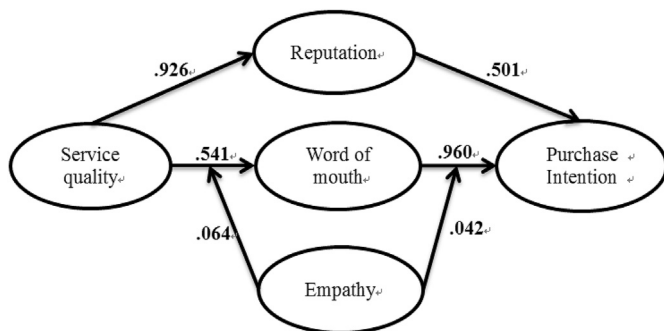 Reputation
.926
.501
Service
quality
.541
Word of
mouth
.960
Purchase
Intention
.064
.042
Empathy